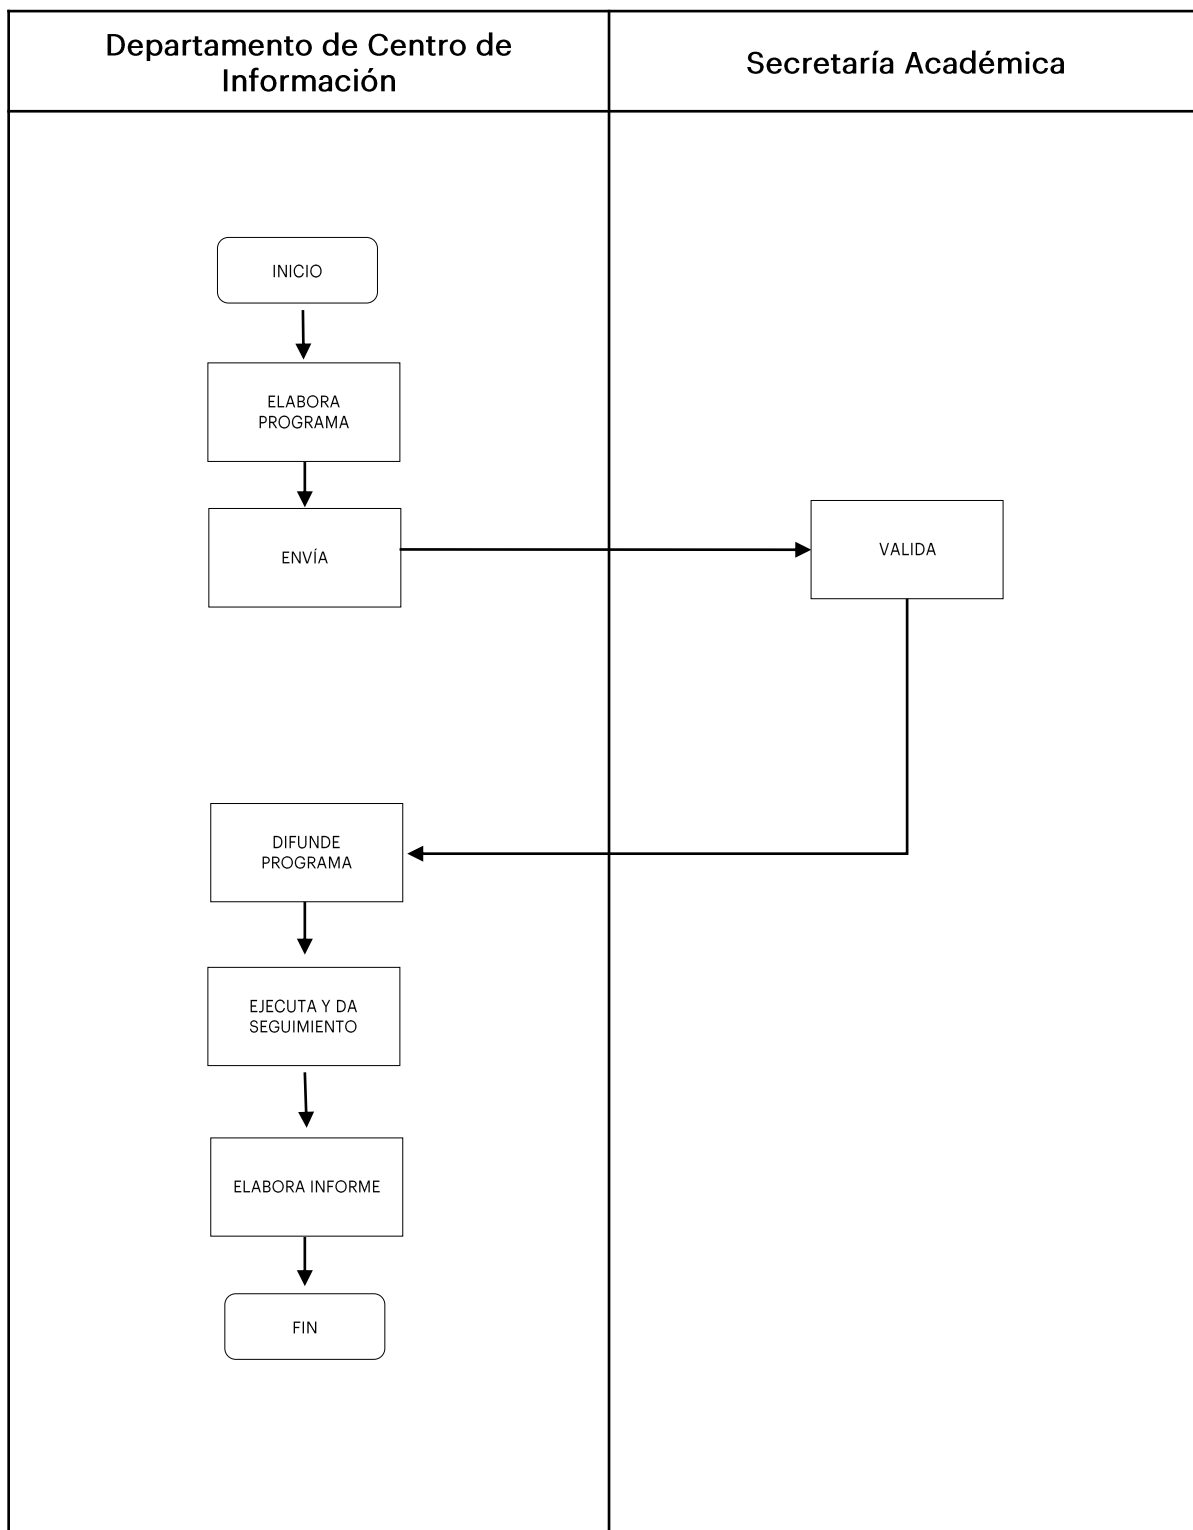 Departamento de Centro de
Información
Secretaría Académica
INICIO
ELABORA
PROGRAMA
ENVÍA
VALIDA
DIFUNDE
PROGRAMA
EJECUTA Y DA
SEGUIMIENTO
ELABORA INFORME
FIN